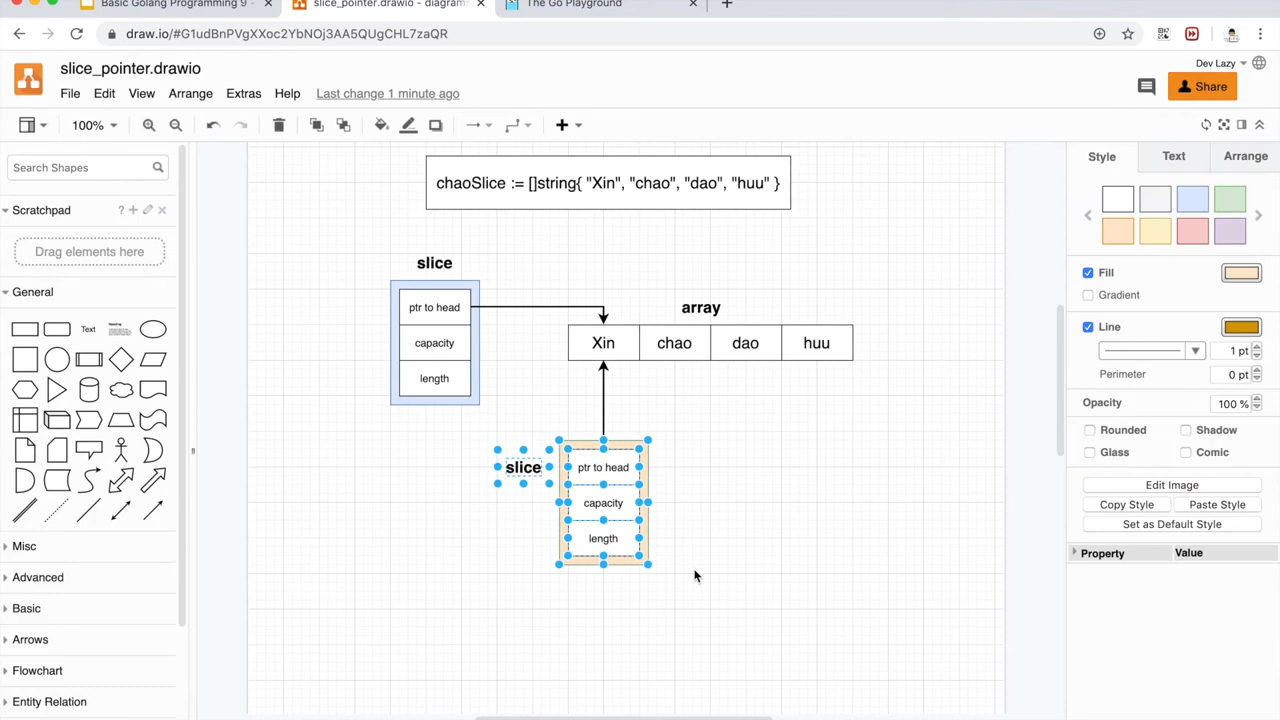 Basic Golang Programming 9 -
slice_pointer.drawio - diagram
The Go Playground
draw.io/#G1udBnPVgXXoc2YbNOj3AA5QUgCHL7zaQR
slice_pointer.drawio
Dev Lazy
File Edit View Arrange Extras Help Last change 1 minute ago
Share
100%
Search Shapes
Scratchpad
?
Drag elements here
General
Text
Heading
Misc
Advanced
Basic
Arrows
Flowchart
Entity Relation
chaoSlice := []string{ "Xin", "chao", "dao", "huu" }
slice
ptr to head
capacity
length
array
Xin chao dao huu
slice
ptr to head
capacity
length
Style Text Arrange
Fill
Gradient
Line
1 pt
Perimeter 0 pt
Opacity 100 %
Rounded Shadow
Glass Comic
Edit Image
Copy Style Paste Style
Set as Default Style
Property Value